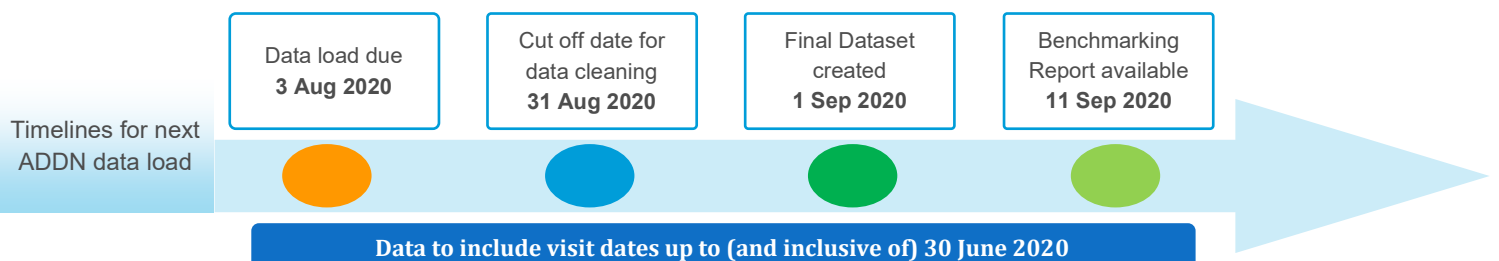 Data load due
3 Aug 2020
Cut off date for
data cleaning
31 Aug 2020
Final Dataset
created
1 Sep 2020
Benchmarking
Report available
11 Sep 2020
Timelines for next
ADDN data load
Data to include visit dates up to (and inclusive of) 30 June 2020